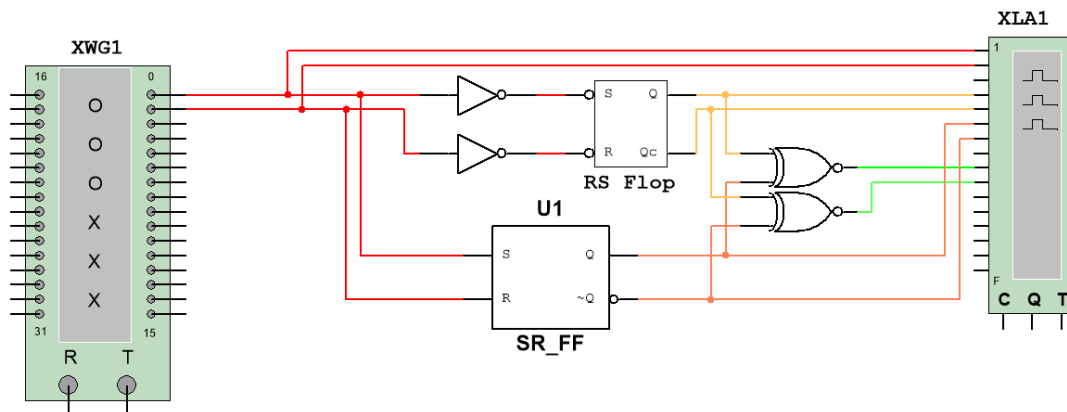 XWG1
XLA1
16 0
O
O
O
X
X
X
31 15
R T
S Q
R Qc
RS Flop
U1
S Q
R ~Q
SR_FF
1
F
C Q T